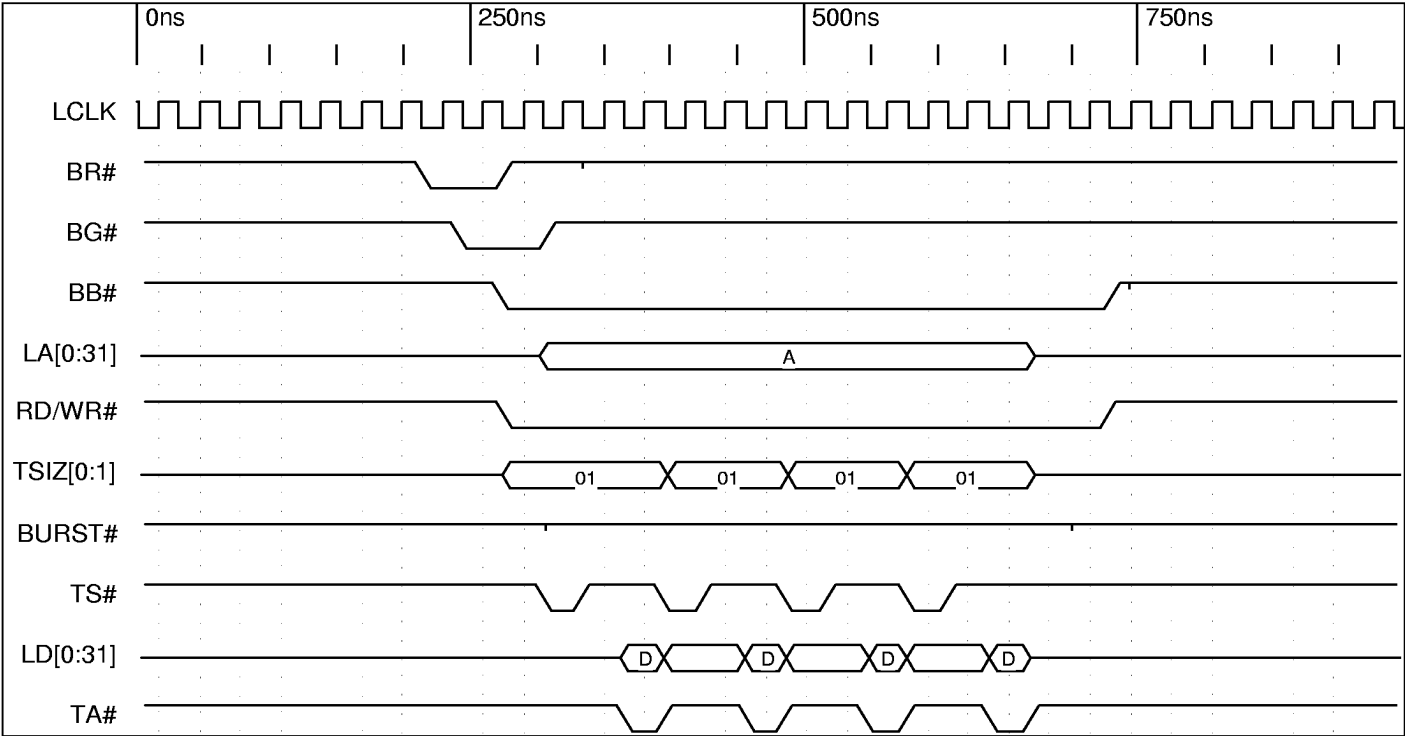 0ns 250ns 500ns 750ns
LCLK
BR#
BG#
BB#
LA[0:31] A
RD/WR#
TSIZ[0:1] 01 01 01 01
BURST#
TS#
LD[0:31] D D D D
TA#